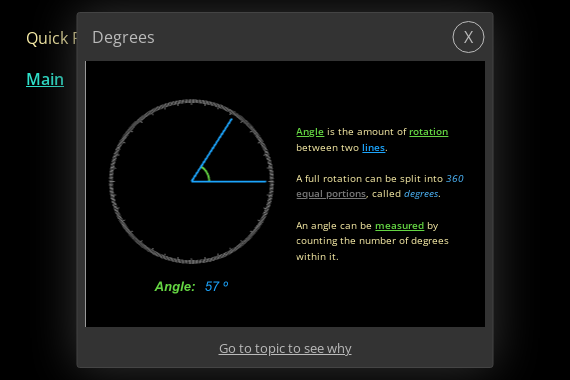 Quick
Degrees
X
Main
Angle is the amount of rotation
between two lines.
A full rotation can be split into 360
equal portions, called degrees.
An angle can be measured by
counting the number of degrees
within it.
Angle: 57 º
Go to topic to see why